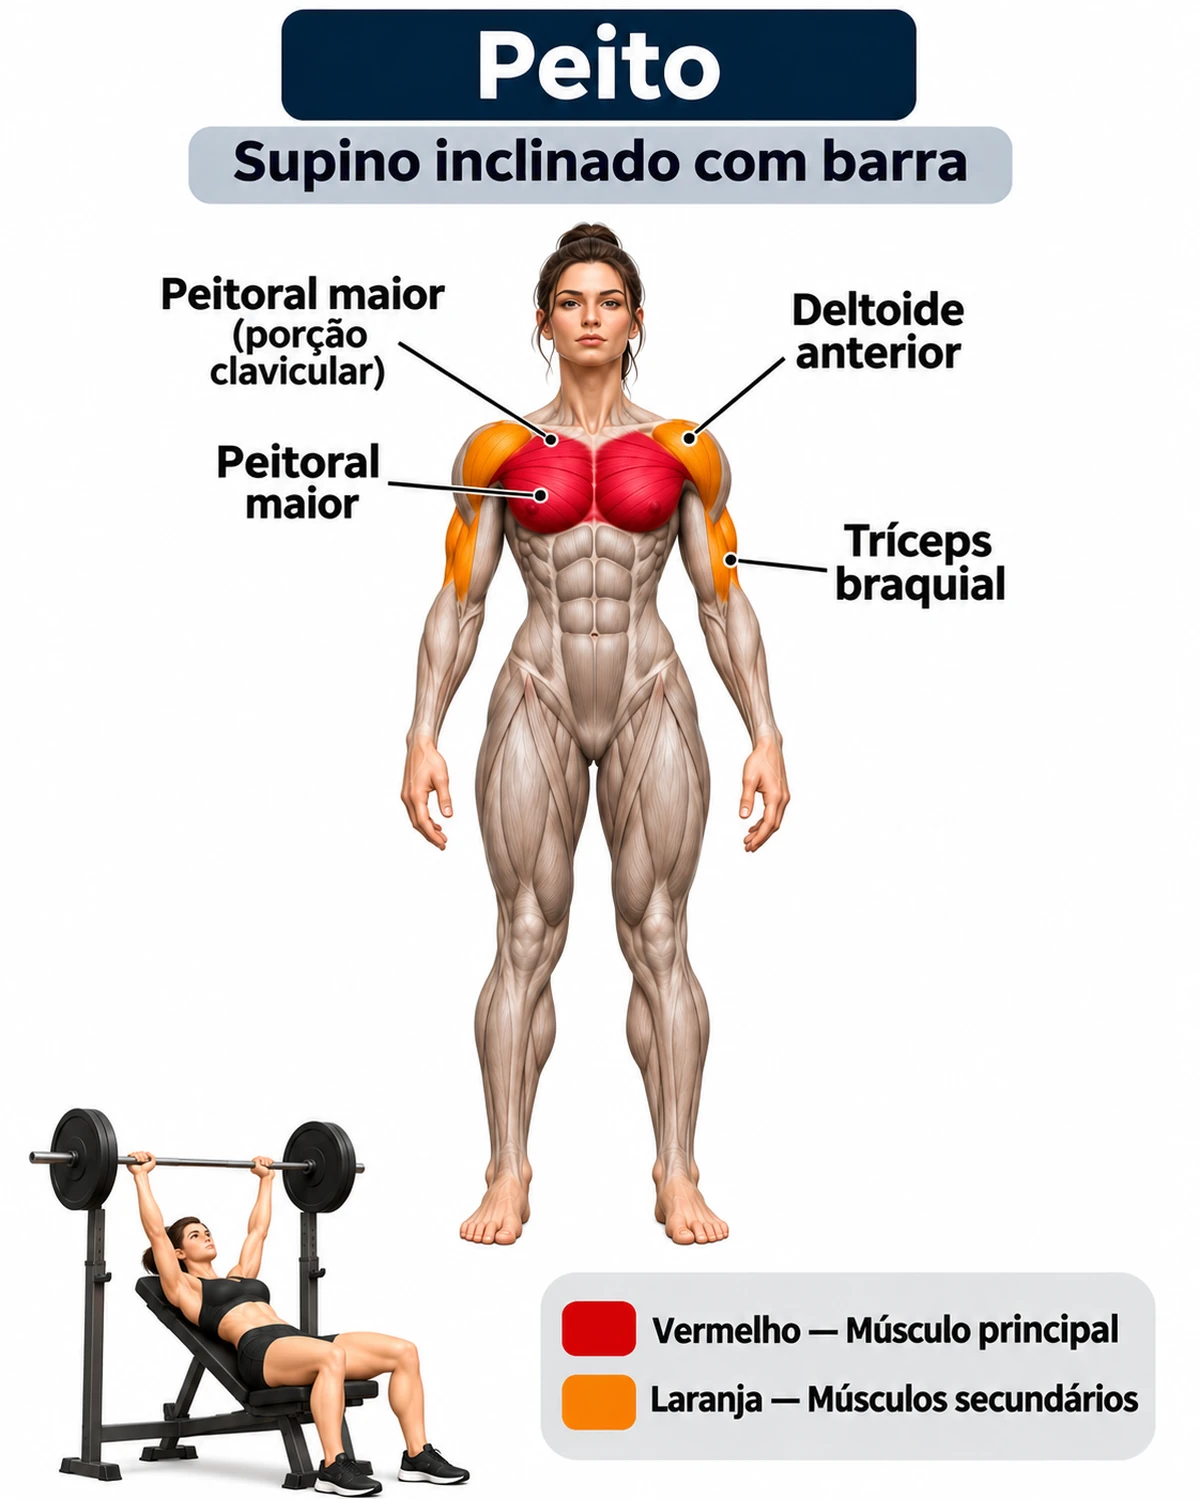 Peito
Supino inclinado com barra
Peitoral maior
(porção
clavicular)
Peitoral
maior
Deltoide
anterior
Tríceps
braquial
Vermelho — Músculo principal
Laranja — Músculos secundários